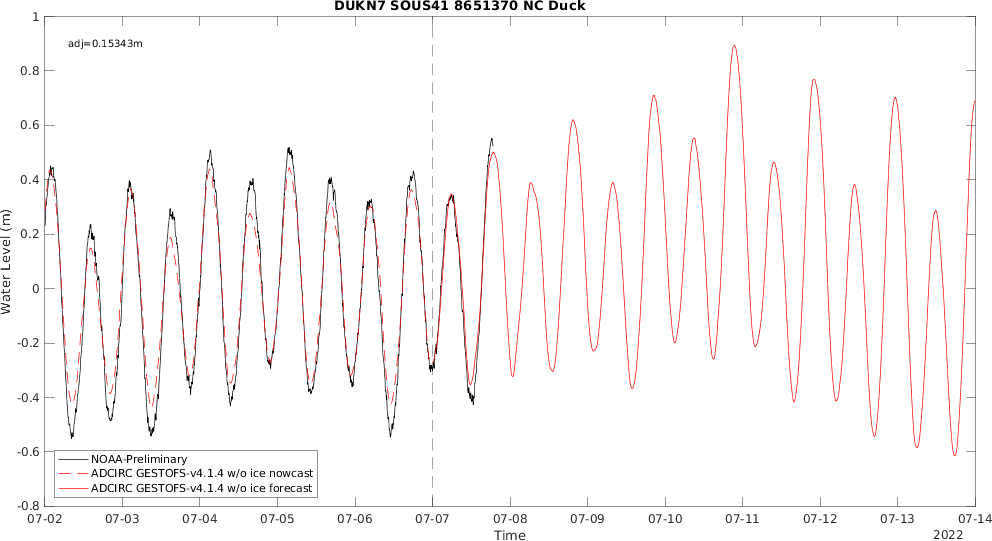 DUKN7 SOUS41 8651370 NC Duck
adj=0.15343m
1
0.8
0.6
0.4
0.2
0
-0.2
-0.4
-0.6
-0.8
Water Level (m)
NOAA-Preliminary
ADCIRC GESTOFS-v4.1.4 w/o ice nowcast
ADCIRC GESTOFS-v4.1.4 w/o ice forecast
07-02 07-03 07-04 07-05 07-06 07-07 07-08 07-09 07-10 07-11 07-12 07-13 07-14
Time
2022